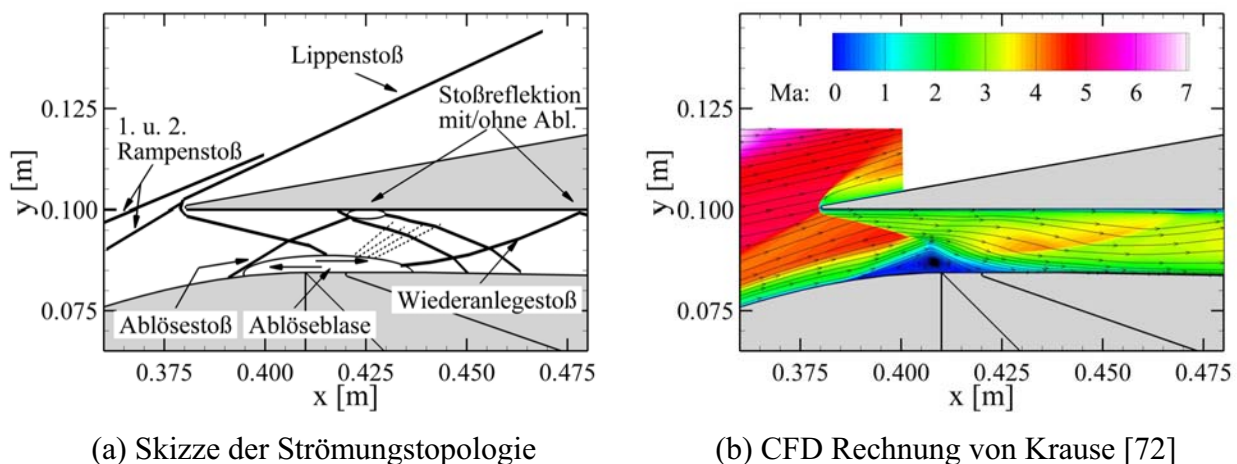 Lippenstoß
Stoßreflektion
mit/ohne Abl.
1. u. 2.
Rampenstoß
Wiederanlegestoß
Ablösestoß
Ablöseblase
y [m]
0.125
0.100
0.075
0.375
0.400
0.425
0.450
0.475
x [m]
(a) Skizze der Strömungstopologie
Ma: 0 1 2 3 4 5 6 7
y [m]
0.125
0.100
0.075
0.375
0.400
0.425
0.450
0.475
x [m]
(b) CFD Rechnung von Krause [72]